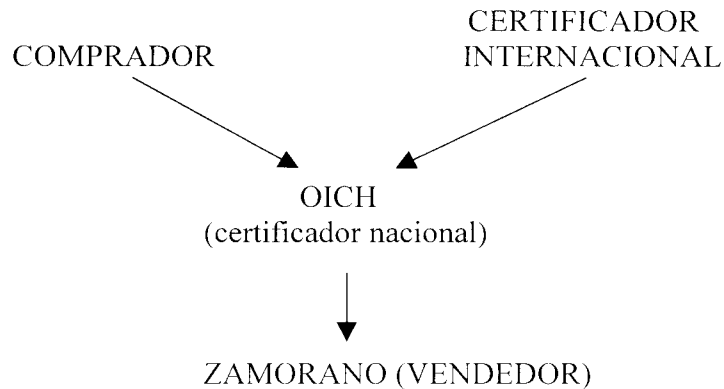 COMPRADOR
CERTIFICADOR
INTERNACIONAL
OICH
(certificador nacional)
ZAMORANO (VENDEDOR)